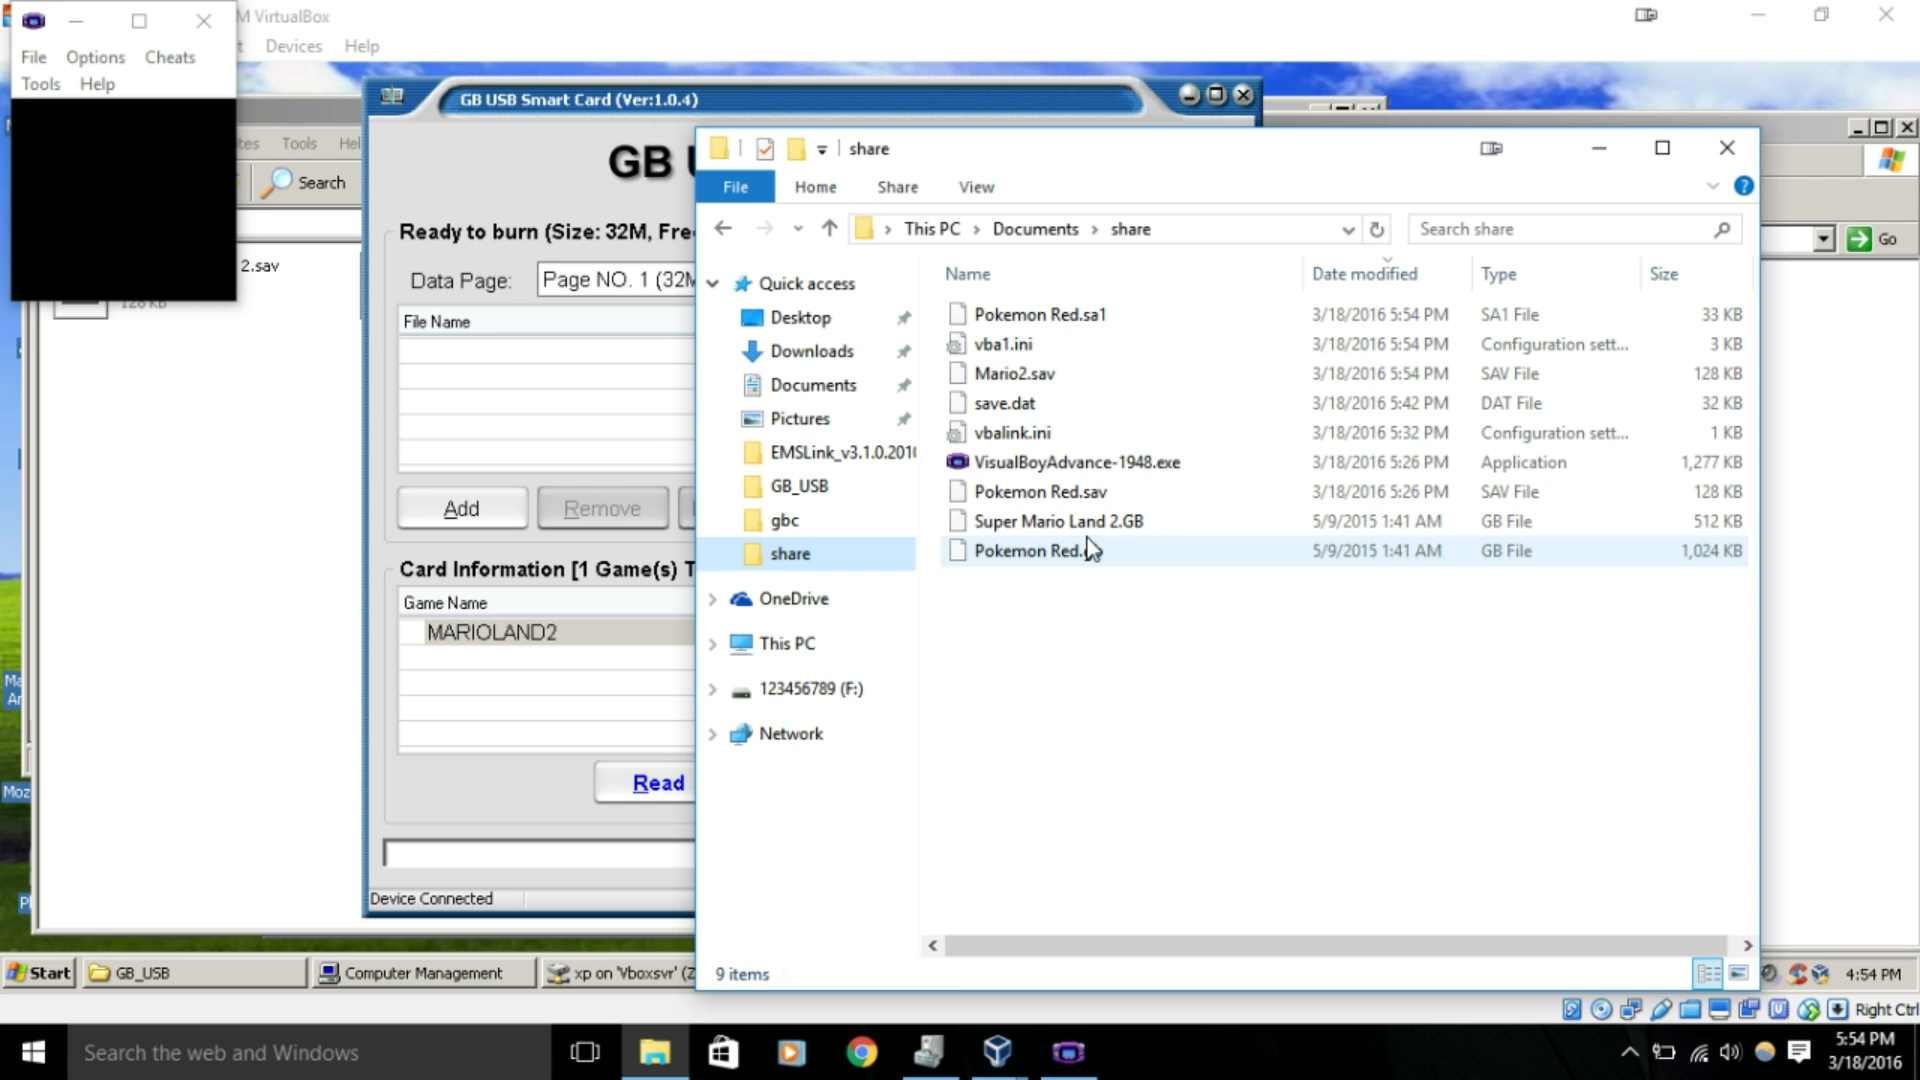 M VirtualBox
File Options Cheats
Tools Help
t Devices Help
tes Tools Hel
Search
2.sav
128 KB
GB USB Smart Card (Ver:1.0.4)
GB U
Ready to burn (Size: 32M, Fre
Data Page: Page NO. 1 (32M
File Name
Add Remove
Card Information [1 Game(s) T
Game Name
MARIOLAND2
Read
Device Connected
share
File Home Share View
This PC Documents share
Search share
Quick access
Desktop
Downloads
Documents
Pictures
EMSLink_v3.1.0.2010
GB_USB
gbc
share
OneDrive
This PC
123456789 (F:)
Network
Name Date modified Type Size
Pokemon Red.sa1 3/18/2016 5:54 PM SA1 File 33 KB
vba1.ini 3/18/2016 5:54 PM Configuration sett... 3 KB
Mario2.sav 3/18/2016 5:54 PM SAV File 128 KB
save.dat 3/18/2016 5:42 PM DAT File 32 KB
vbalink.ini 3/18/2016 5:32 PM Configuration sett... 1 KB
VisualBoyAdvance-1948.exe 3/18/2016 5:26 PM Application 1,277 KB
Pokemon Red.sav 3/18/2016 5:26 PM SAV File 128 KB
Super Mario Land 2.GB 5/9/2015 1:41 AM GB File 512 KB
Pokemon Red. 5/9/2015 1:41 AM GB File 1,024 KB
9 items
Go
Ma
Ar
Moz
Pl
Start GB_USB Computer Management xp on 'Vboxsvr' (Z 4:54 PM
Right Ctrl
Search the web and Windows
5:54 PM
3/18/2016